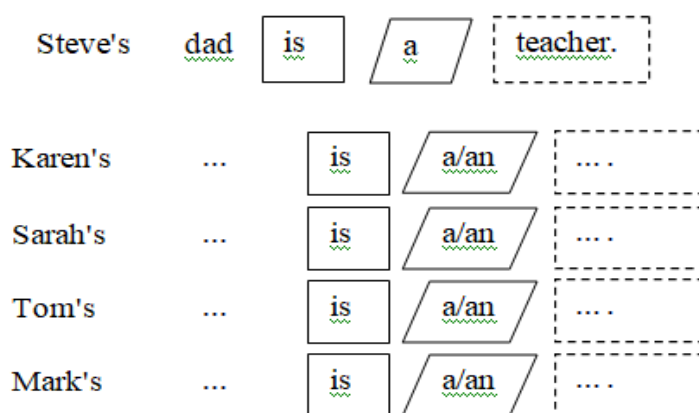 Steve's dad is a teacher.
Karen's ... is a/an ... .
Sarah's ... is a/an ... .
Tom's ... is a/an ... .
Mark's ... is a/an ... .